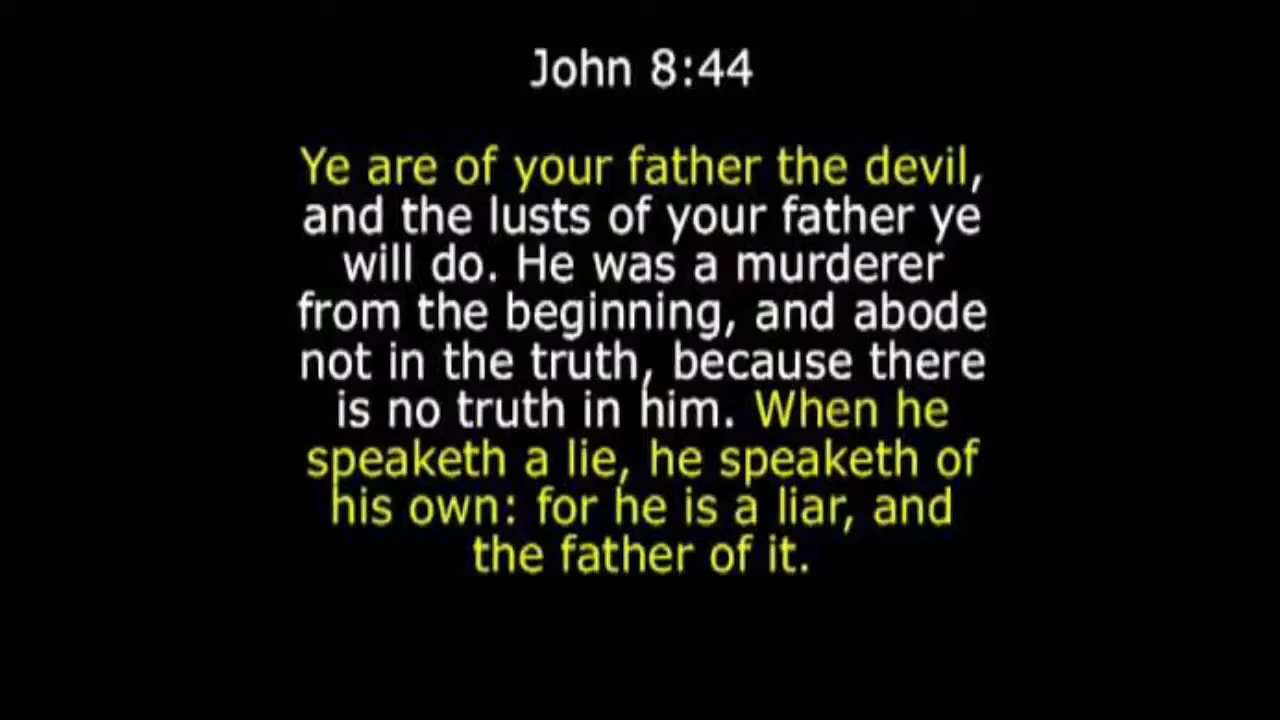 John 8:44
Ye are of your father the devil,
and the lusts of your father ye
will do. He was a murderer
from the beginning, and abode
not in the truth, because there
is no truth in him. When he
speaketh a lie, he speaketh of
his own: for he is a liar, and
the father of it.